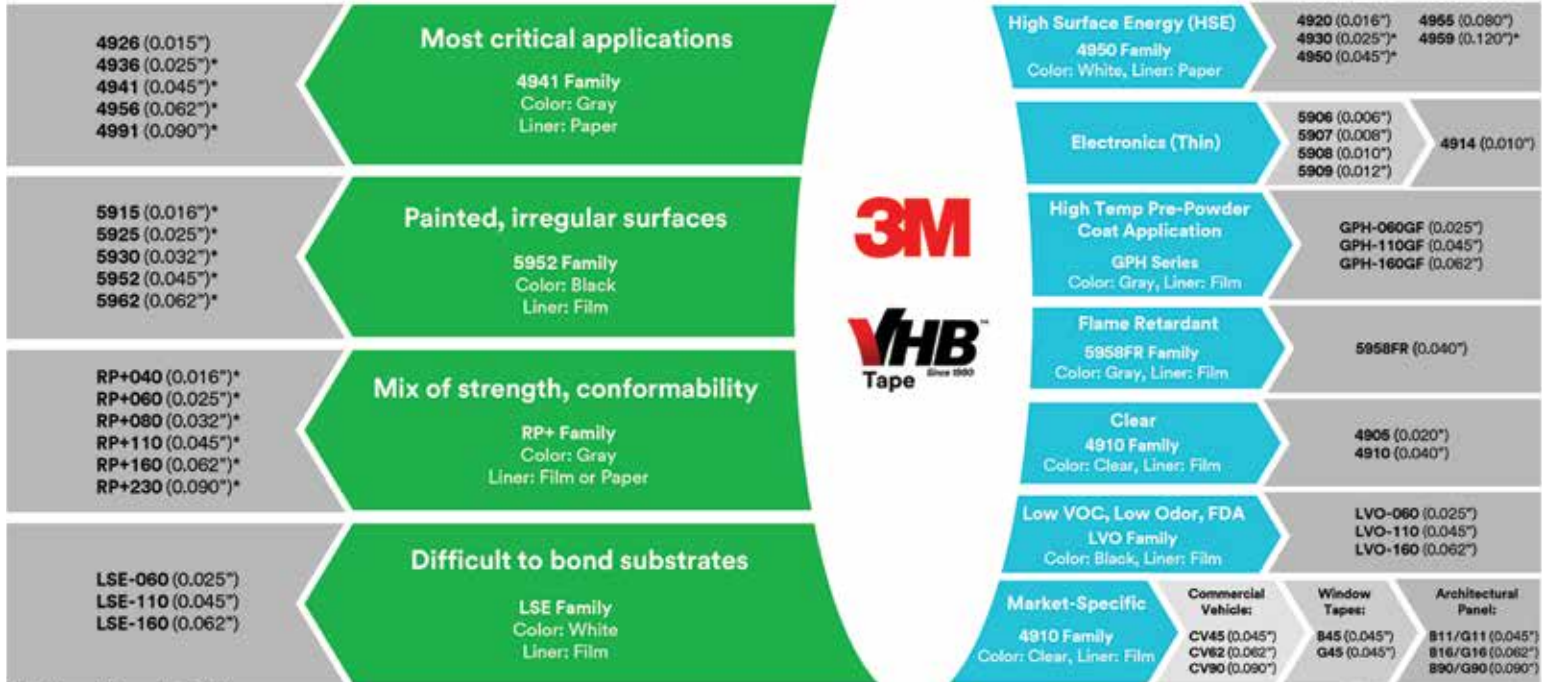 4926 (0.015")
4936 (0.025")*
4941 (0.045")*
4956 (0.062")*
4991 (0.090")*
Most critical applications
4941 Family
Color: Gray
Liner: Paper
5915 (0.016")*
5925 (0.025")*
5930 (0.032")*
5952 (0.045")*
5962 (0.062")*
Painted, irregular surfaces
5952 Family
Color: Black
Liner: Film
RP+040 (0.016")*
RP+060 (0.025")*
RP+080 (0.032")*
RP+110 (0.045")*
RP+160 (0.062")*
RP+230 (0.090")*
Mix of strength, conformability
RP+ Family
Color: Gray
Liner: Film or Paper
LSE-060 (0.025")
LSE-110 (0.045")
LSE-160 (0.062")
Difficult to bond substrates
LSE Family
Color: White
Liner: Film
3M
VHB™
Tape
Since 1980
High Surface Energy (HSE)
4950 Family
Color: White, Liner: Paper
4920 (0.016")
4930 (0.025")*
4950 (0.045")*
4955 (0.080")
4959 (0.120")*
Electronics (Thin)
5906 (0.006")
5907 (0.008")
5908 (0.010")
5909 (0.012")
4914 (0.010")
High Temp Pre-Powder
Coat Application
GPH Series
Color: Gray, Liner: Film
GPH-060GF (0.025")
GPH-110GF (0.045")
GPH-160GF (0.062")
Flame Retardant
5958FR Family
Color: Gray, Liner: Film
5958FR (0.040")
Clear
4910 Family
Color: Clear, Liner: Film
4905 (0.020")
4910 (0.040")
Low VOC, Low Odor, FDA
LVO Family
Color: Black, Liner: Film
LVO-060 (0.025")
LVO-110 (0.045")
LVO-160 (0.062")
Market-Specific
4910 Family
Color: Clear, Liner: Film
Commercial
Vehicle:
CV45 (0.045")
CV62 (0.062")
CV90 (0.090")
Window
Tapes:
B45 (0.045")
G45 (0.045")
Architectural
Panel:
B11/G11 (0.045")
B16/G16 (0.062")
B90/G90 (0.090")